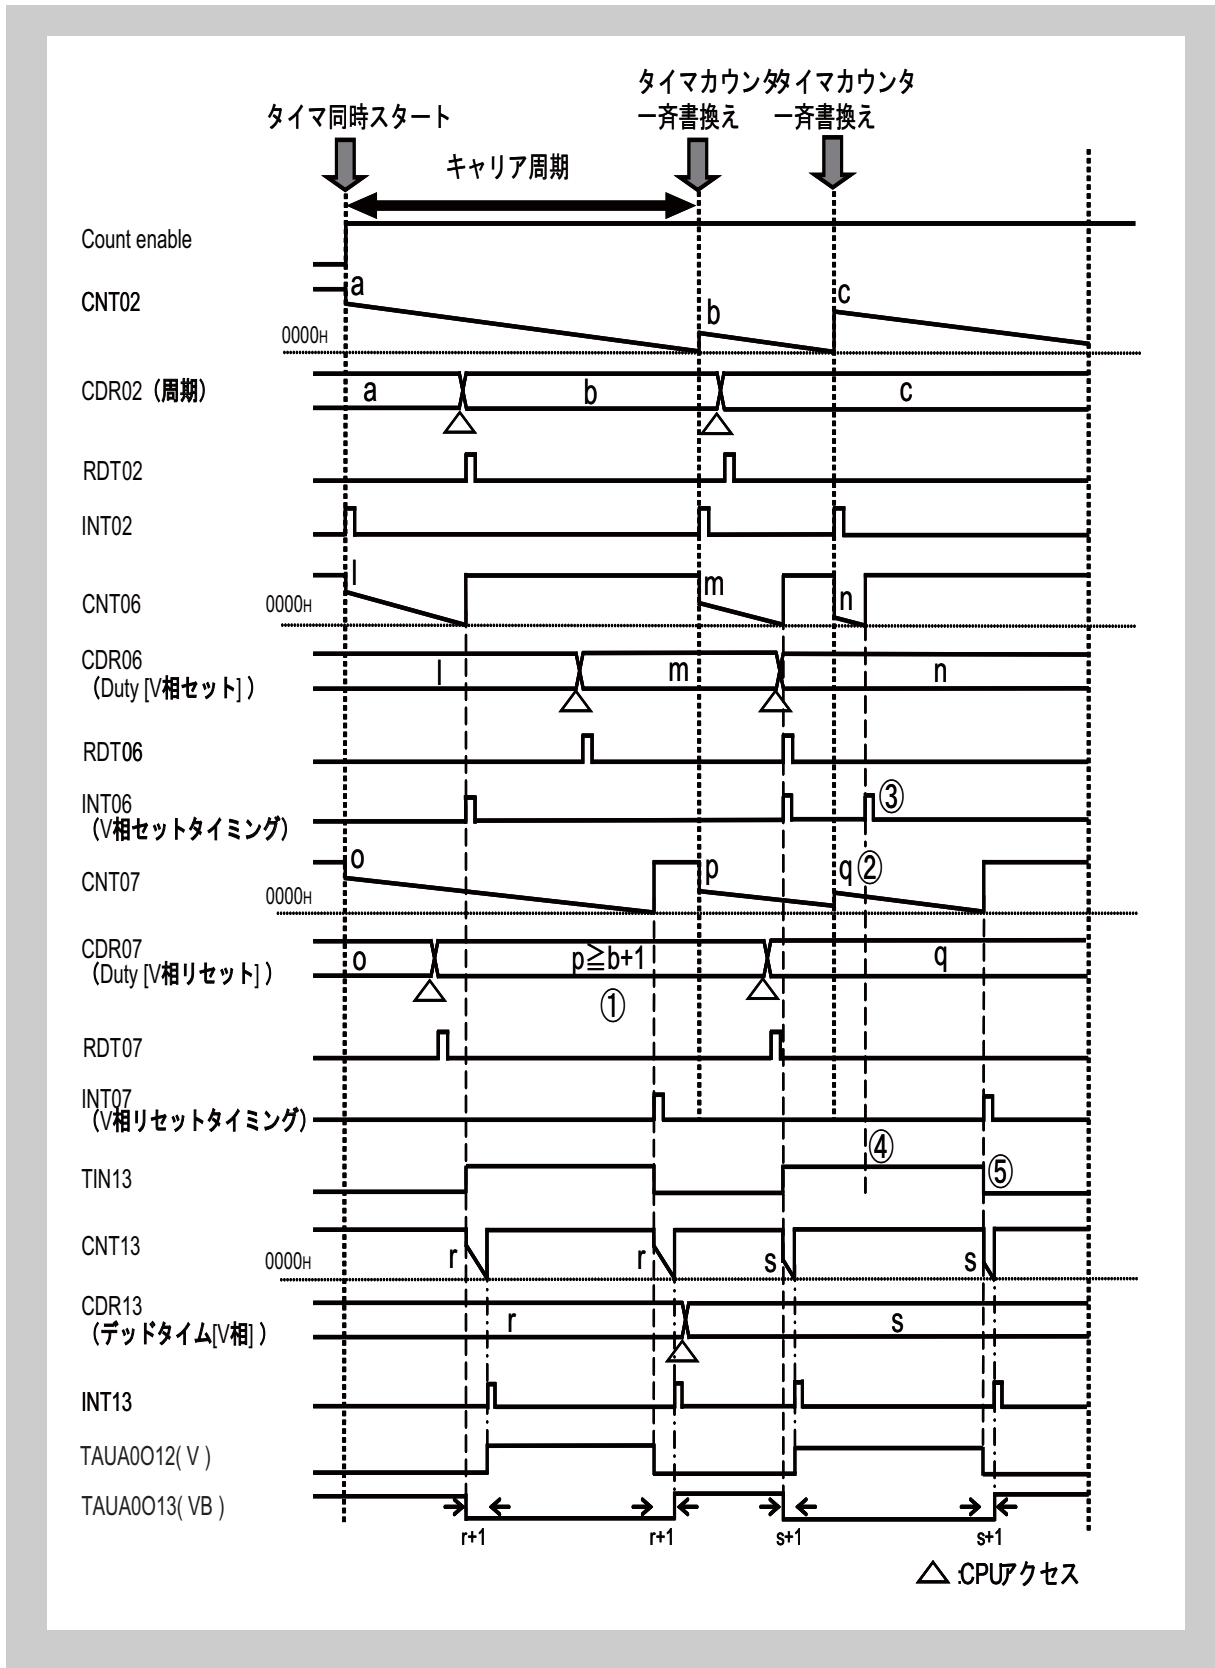 タイマカウンタ タイマカウンタ
タイマ同時スタート 一斉書換え 一斉書換え
キャリア周期
Count enable
CNT02 a b c
0000H
CDR02（周期） a b c
RDT02
INT02
CNT06 0000H l m n
CDR06
（Duty [V相セット] ） l m n
RDT06
INT06 ③
（V相セットタイミング）
CNT07 0000H o p q ②
CDR07
（Duty [V相リセット] ） o p≧b+1 q
①
RDT07
INT07
（V相リセットタイミング）
④
TIN13 ⑤
CNT13 0000H r r s s
CDR13
（デッドタイム[V相] ） r s
INT13
TAUA0O12( V )
TAUA0O13( VB )
r+1 r+1 s+1 s+1
△ :CPUアクセス